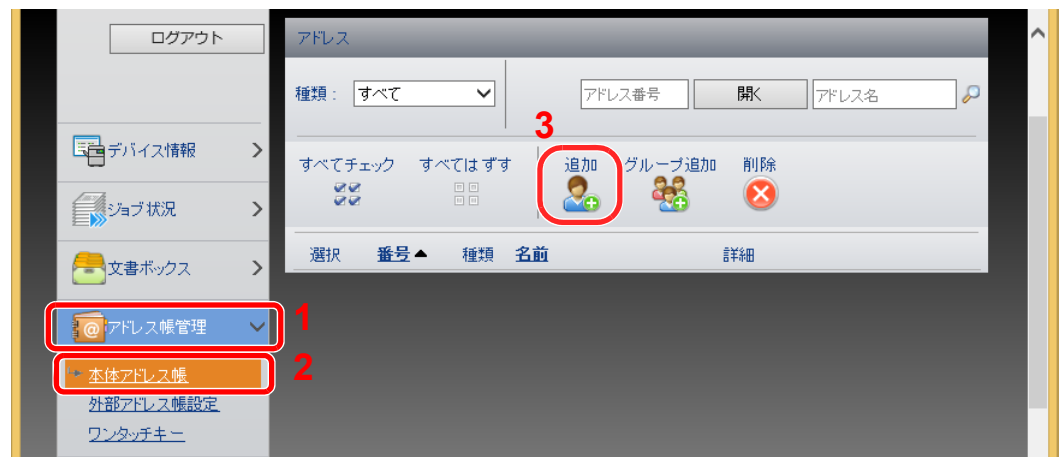 ログアウト
アドレス
種類： すべて アドレス番号 開く アドレス名
3
すべてチェック すべてはずす 追加 グループ追加 削除
選択 番号▲ 種類 名前 詳細
デバイス情報
ジョブ状況
文書ボックス
アドレス帳管理 1
本体アドレス帳 2
外部アドレス帳設定
ワンタッチキー